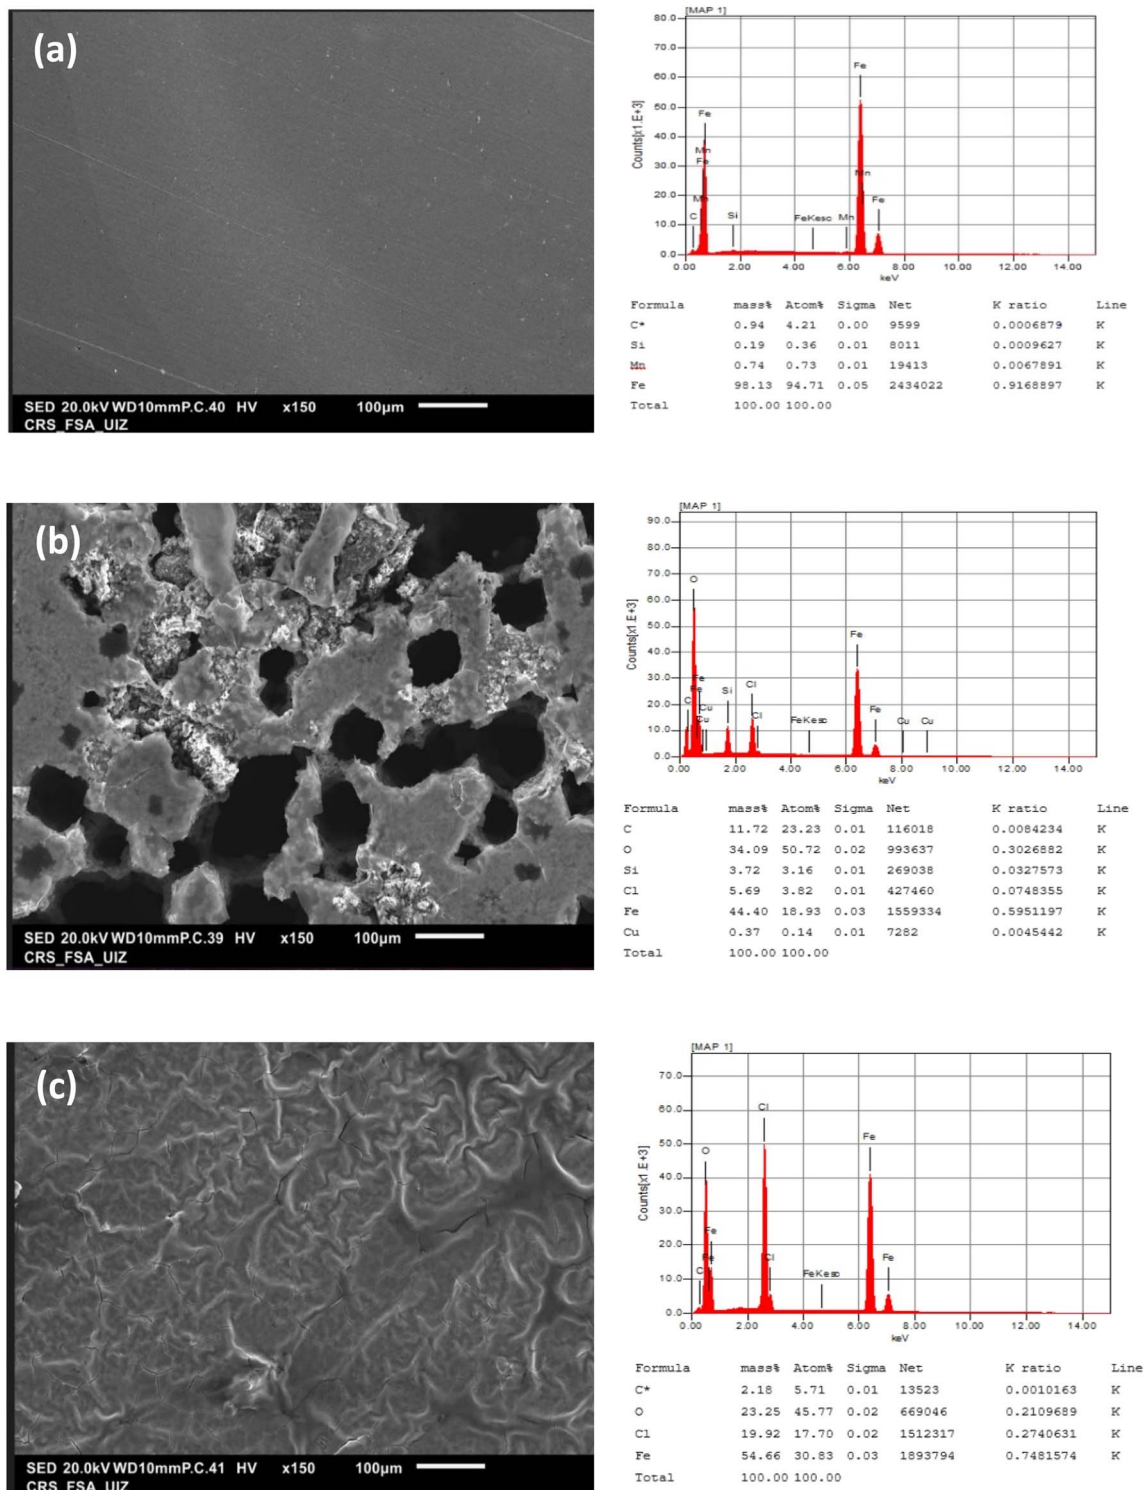 (a)
SED 20.0kV WD10mmP.C.40 HV x150 100µm
CRS_FSA_UIZ
[MAP 1]
Counts[x1.E+3]
80.0
70.0
60.0
50.0
40.0
30.0
20.0
10.0
0.0
Fe
Fe
Mn
Fe
Mn
C
Si
FeKesc
Mn
Mn
Fe
0.00 2.00 4.00 6.00 8.00 10.00 12.00 14.00
keV
Formula mass% Atom% Sigma Net K ratio Line
C* 0.94 4.21 0.00 9599 0.0006879 K
Si 0.19 0.36 0.01 8011 0.0009627 K
Mn 0.74 0.73 0.01 19413 0.0067891 K
Fe 98.13 94.71 0.05 2434022 0.9168897 K
Total 100.00 100.00
(b)
SED 20.0kV WD10mmP.C.39 HV x150 100µm
CRS_FSA_UIZ
[MAP 1]
Counts[x1.E+3]
90.0
80.0
70.0
60.0
50.0
40.0
30.0
20.0
10.0
0.0
O
Fe
Fe
C
Cu
Cu
Si
Cl
Cl
FeKesc
Fe
Fe
Cu
Cu
0.00 2.00 4.00 6.00 8.00 10.00 12.00 14.00
keV
Formula mass% Atom% Sigma Net K ratio Line
C 11.72 23.23 0.01 116018 0.0084234 K
O 34.09 50.72 0.02 993637 0.3026882 K
Si 3.72 3.16 0.01 269038 0.0327573 K
Cl 5.69 3.82 0.01 427460 0.0748355 K
Fe 44.40 18.93 0.03 1559334 0.5951197 K
Cu 0.37 0.14 0.01 7282 0.0045442 K
Total 100.00 100.00
(c)
SED 20.0kV WD10mmP.C.41 HV x150 100µm
CRS_FSA_UIZ
[MAP 1]
Counts[x1.E+3]
70.0
60.0
50.0
40.0
30.0
20.0
10.0
0.0
O
Fe
Fe
C
Cl
Cl
FeKesc
Fe
Fe
0.00 2.00 4.00 6.00 8.00 10.00 12.00 14.00
keV
Formula mass% Atom% Sigma Net K ratio Line
C* 2.18 5.71 0.01 13523 0.0010163 K
O 23.25 45.77 0.02 669046 0.2109689 K
Cl 19.92 17.70 0.02 1512317 0.2740631 K
Fe 54.66 30.83 0.03 1893794 0.7481574 K
Total 100.00 100.00